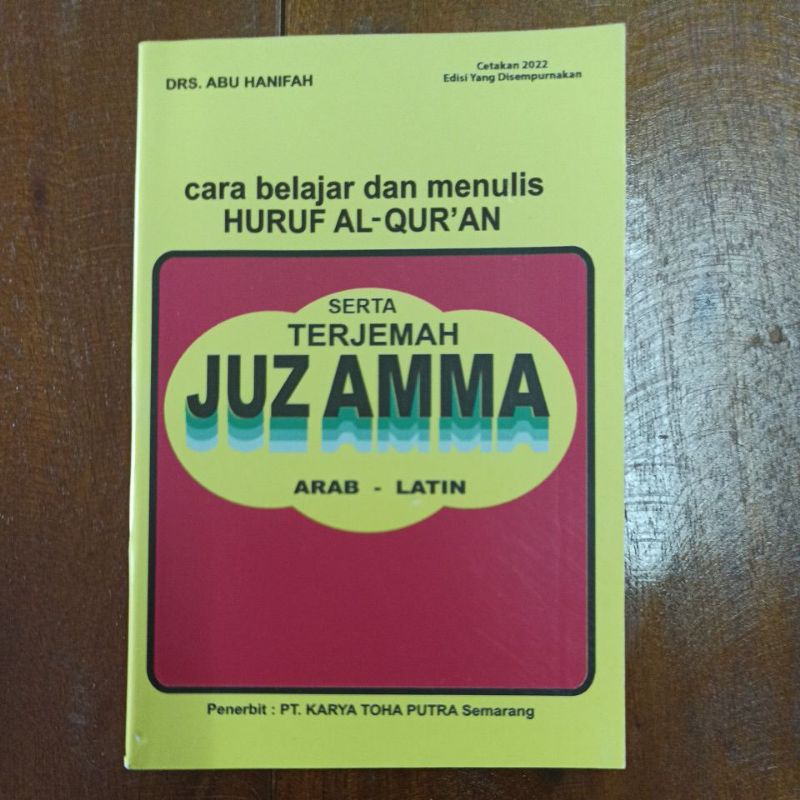 DRS. ABU HANIFAH
Cetakan 2022
Edisi Yang Disempurnakan
cara belajar dan menulis
HURUF AL-QUR'AN
SERTA
TERJEMAH
JUZ AMMA
ARAB - LATIN
Penerbit : PT. KARYA TOHA PUTRA Semarang